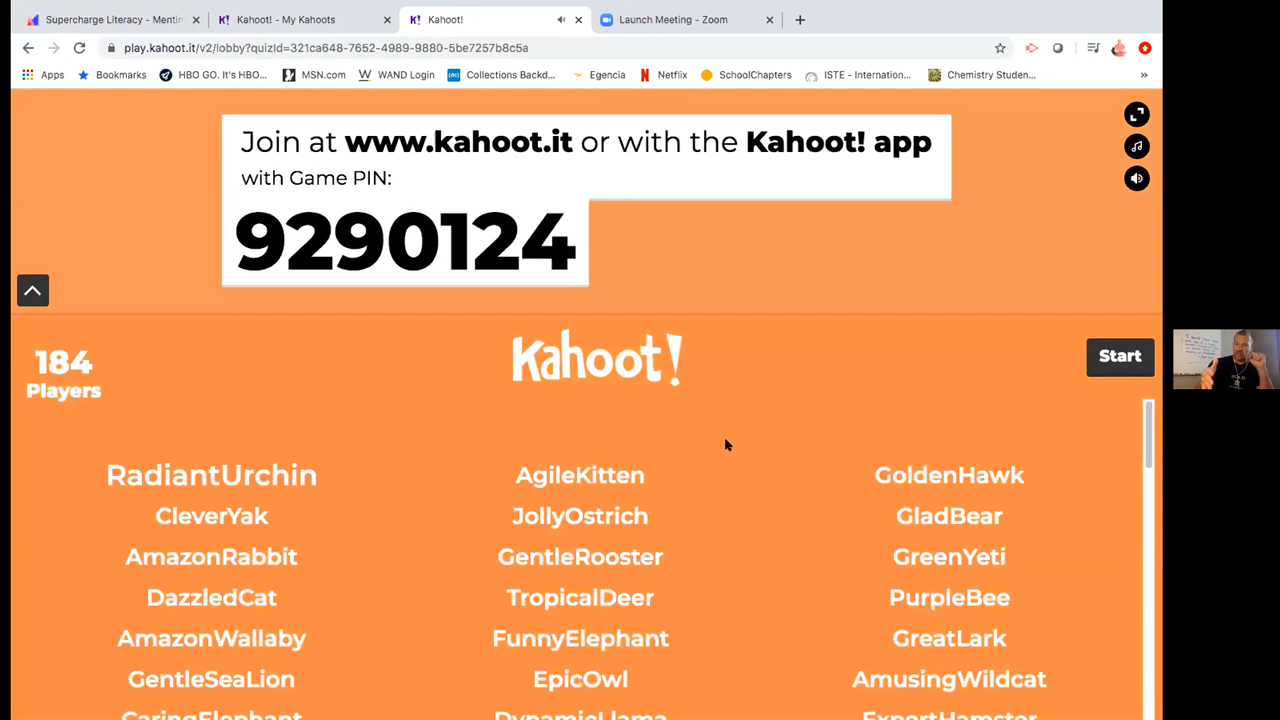 Supercharge Literacy - Mentin
Kahoot! - My Kahoots
Kahoot!
Launch Meeting - Zoom
play.kahoot.it/v2/lobby?quizId=321ca648-7652-4989-9880-5be7257b8c5a
Apps Bookmarks HBO GO. It's HBO... MSN.com WAND Login Collections Backd... Egencia Netflix SchoolChapters ISTE - Internation... Chemistry Studen...
Join at www.kahoot.it or with the Kahoot! app
with Game PIN:
9290124
184
Players
Kahoot!
Start
RadiantUrchin AgileKitten GoldenHawk
CleverYak JollyOstrich GladBear
AmazonRabbit GentleRooster GreenYeti
DazzledCat TropicalDeer PurpleBee
AmazonWallaby FunnyElephant GreatLark
GentleSeaLion EpicOwl AmusingWildcat
CaringElephant DynamicLlama ExpertHamster